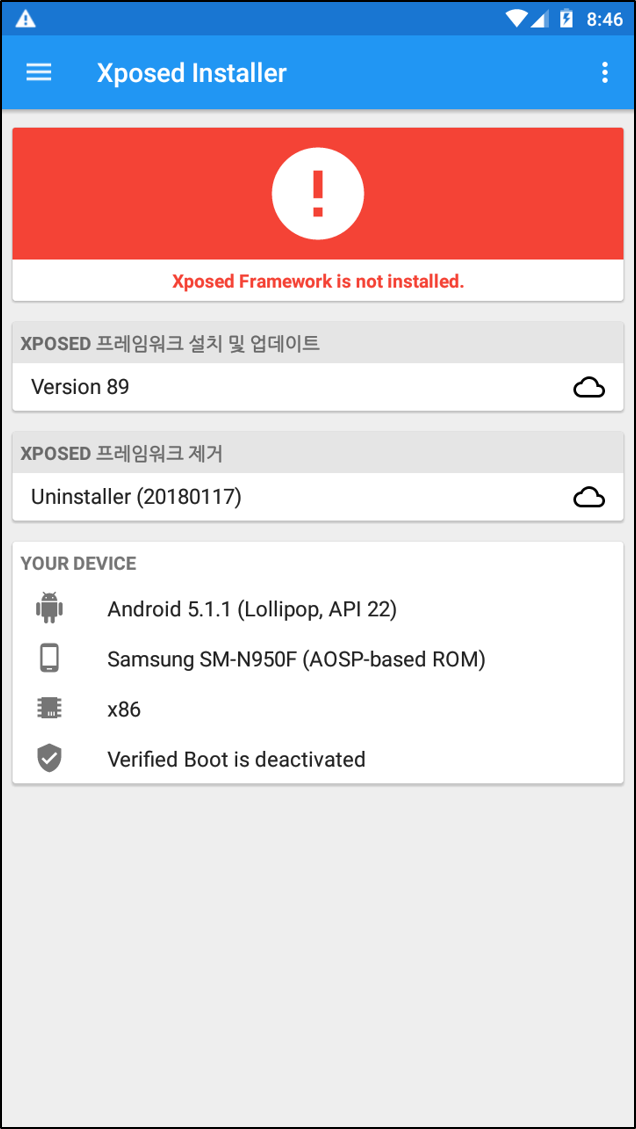 8:46
Xposed Installer
Xposed Framework is not installed.
XPOSED 프레임워크 설치 및 업데이트
Version 89
XPOSED 프레임워크 제거
Uninstaller (20180117)
YOUR DEVICE
Android 5.1.1 (Lollipop, API 22)
Samsung SM-N950F (AOSP-based ROM)
x86
Verified Boot is deactivated